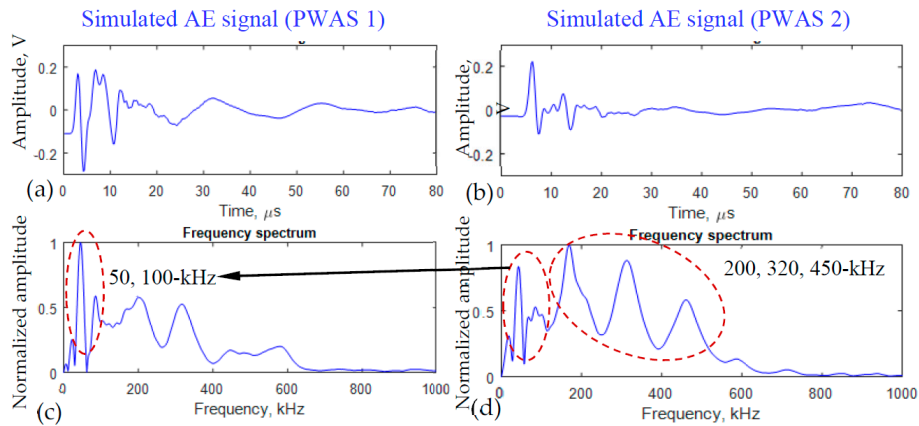 Simulated AE signal (PWAS 1)
Simulated AE signal (PWAS 2)
Amplitude, V
0.2
0
-0.2
(a)
0 10 20 30 40 50 60 70 80
Time, μs
Amplitude,
V
0.2
0
-0.2
(b)
0 10 20 30 40 50 60 70 80
Time, μs
Frequency spectrum
Normalized amplitude
1
0.5
0
50, 100-kHz
0 200 400 600 800 1000
(c)
Frequency, kHz
Frequency spectrum
Normalized amplitude
1
0.5
0
200, 320, 450-kHz
0 200 400 600 800 1000
(d)
Frequency, kHz